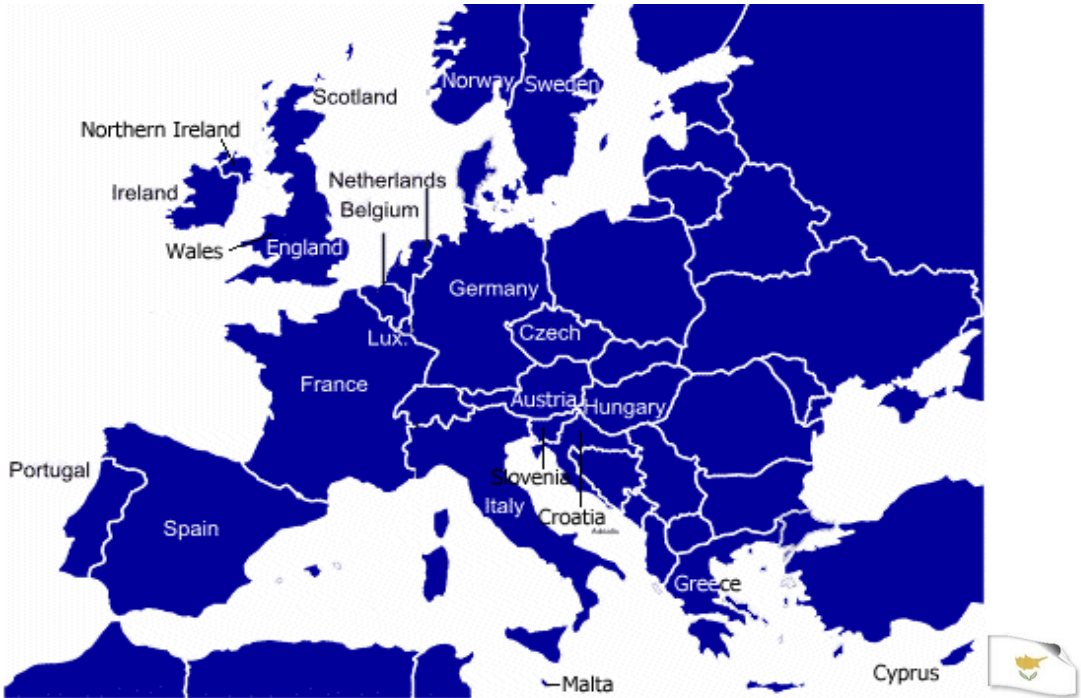 Norway
Sweden
Scotland
Northern Ireland
Netherlands
Ireland
Belgium
Wales
England
Germany
Lux.
Czech
France
Austria
Hungary
Portugal
Slovenia
Italy
Croatia
Spain
Adriatic
Greece
Cyprus
Malta